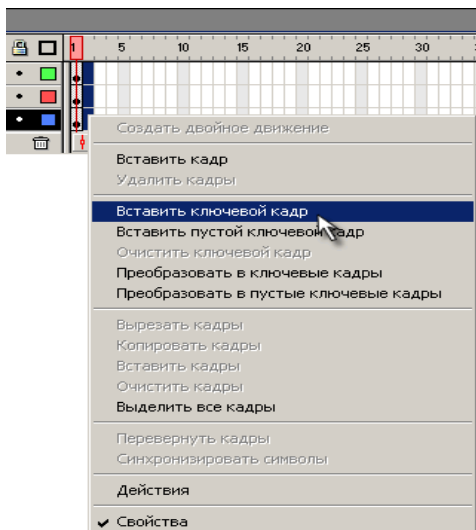 1 5 10 15 20 25 30
Создать двойное движение
Вставить кадр
Удалить кадры
Вставить ключевой кадр
Вставить пустой ключевой кадр
Очистить ключевой кадр
Преобразовать в ключевые кадры
Преобразовать в пустые ключевые кадры
Вырезать кадры
Копировать кадры
Вставить кадры
Очистить кадры
Выделить все кадры
Перевернуть кадры
Синхронизировать символы
Действия
Свойства